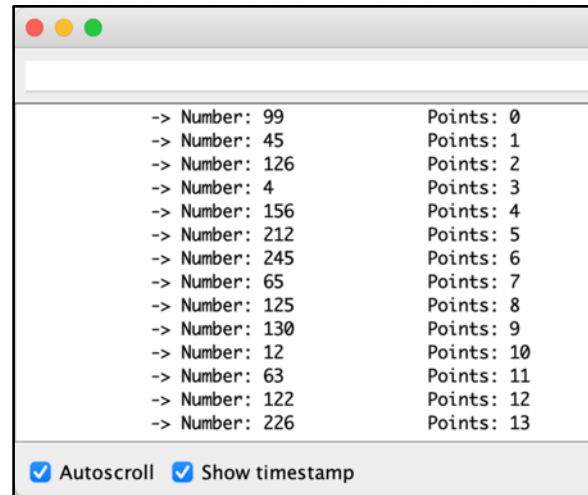 -> Number: 99 Points: 0
-> Number: 45 Points: 1
-> Number: 126 Points: 2
-> Number: 4 Points: 3
-> Number: 156 Points: 4
-> Number: 212 Points: 5
-> Number: 245 Points: 6
-> Number: 65 Points: 7
-> Number: 125 Points: 8
-> Number: 130 Points: 9
-> Number: 12 Points: 10
-> Number: 63 Points: 11
-> Number: 122 Points: 12
-> Number: 226 Points: 13
Autoscroll Show timestamp